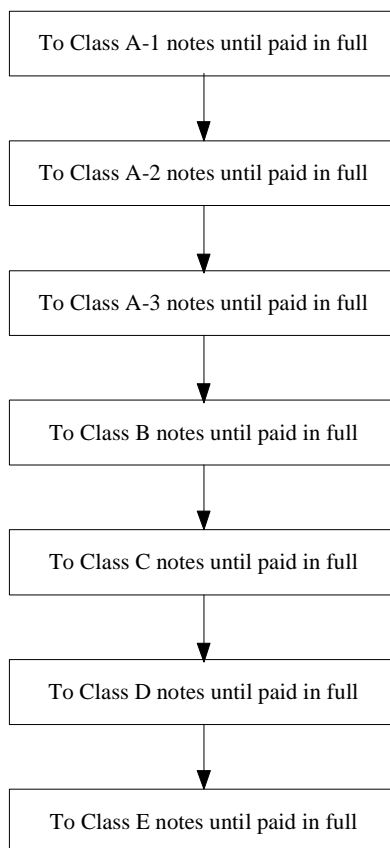 To Class A-1 notes until paid in full
To Class A-2 notes until paid in full
To Class A-3 notes until paid in full
To Class B notes until paid in full
To Class C notes until paid in full
To Class D notes until paid in full
To Class E notes until paid in full